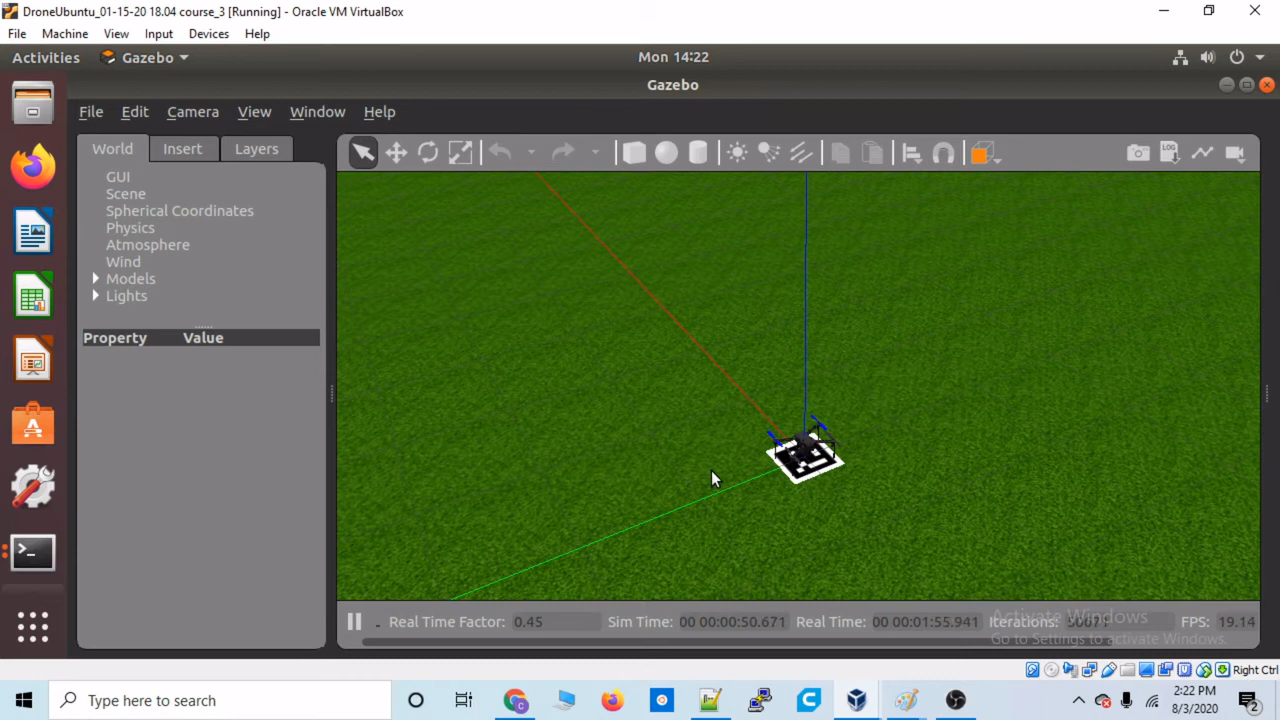 DroneUbuntu_01-15-20 18.04 course_3 [Running] - Oracle VM VirtualBox
File Machine View Input Devices Help
Activities Gazebo Mon 14:22
Gazebo
File Edit Camera View Window Help
World Insert Layers
LOG
GUI
Scene
Spherical Coordinates
Physics
Atmosphere
Wind
Models
Lights
Property Value
Real Time Factor: 0.45 Sim Time: 00 00:00:50.671 Real Time: 00 00:01:55.941 Iterations: 50671 FPS: 19.14
Activate Windows
Go to Settings to activate Windows.
Right Ctrl
Type here to search
2:22 PM
8/3/2020
2